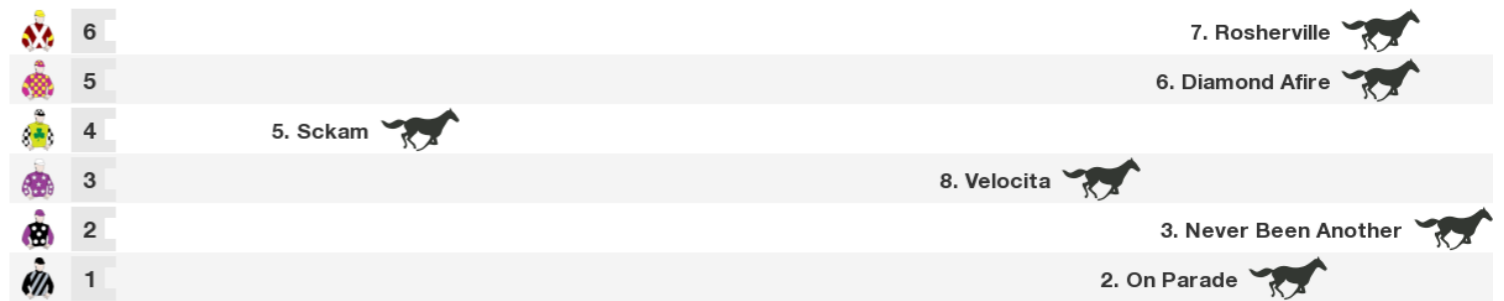 6 7. Rosherville
5 6. Diamond Afire
4 5. Sckam
3 8. Velocita
2 3. Never Been Another
1 2. On Parade